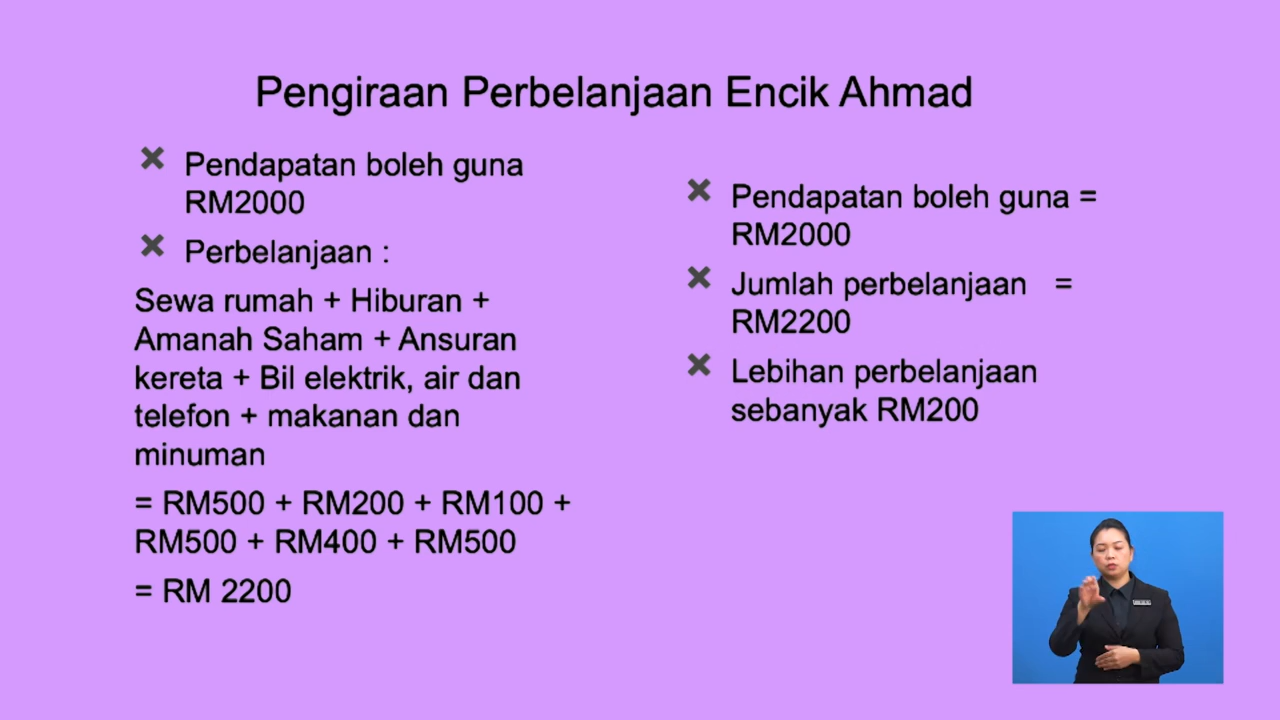 Pengiraan Perbelanjaan Encik Ahmad
Pendapatan boleh guna
RM2000
Perbelanjaan :
Sewa rumah + Hiburan +
Amanah Saham + Ansuran
kereta + Bil elektrik, air dan
telefon + makanan dan
minuman
= RM500 + RM200 + RM100 +
RM500 + RM400 + RM500
= RM 2200
Pendapatan boleh guna =
RM2000
Jumlah perbelanjaan =
RM2200
Lebihan perbelanjaan
sebanyak RM200